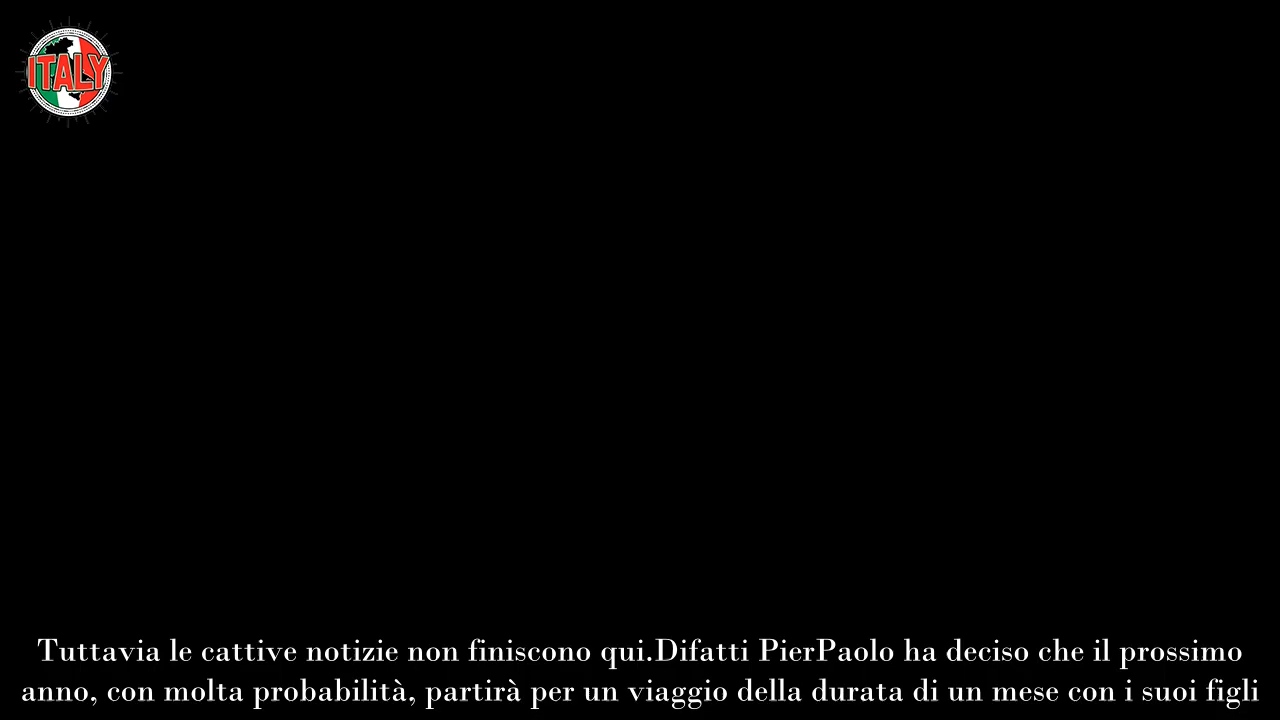 ITALY
Tuttavia le cattive notizie non finiscono qui.Difatti PierPaolo ha deciso che il prossimo
anno, con molta probabilità, partirà per un viaggio della durata di un mese con i suoi figli